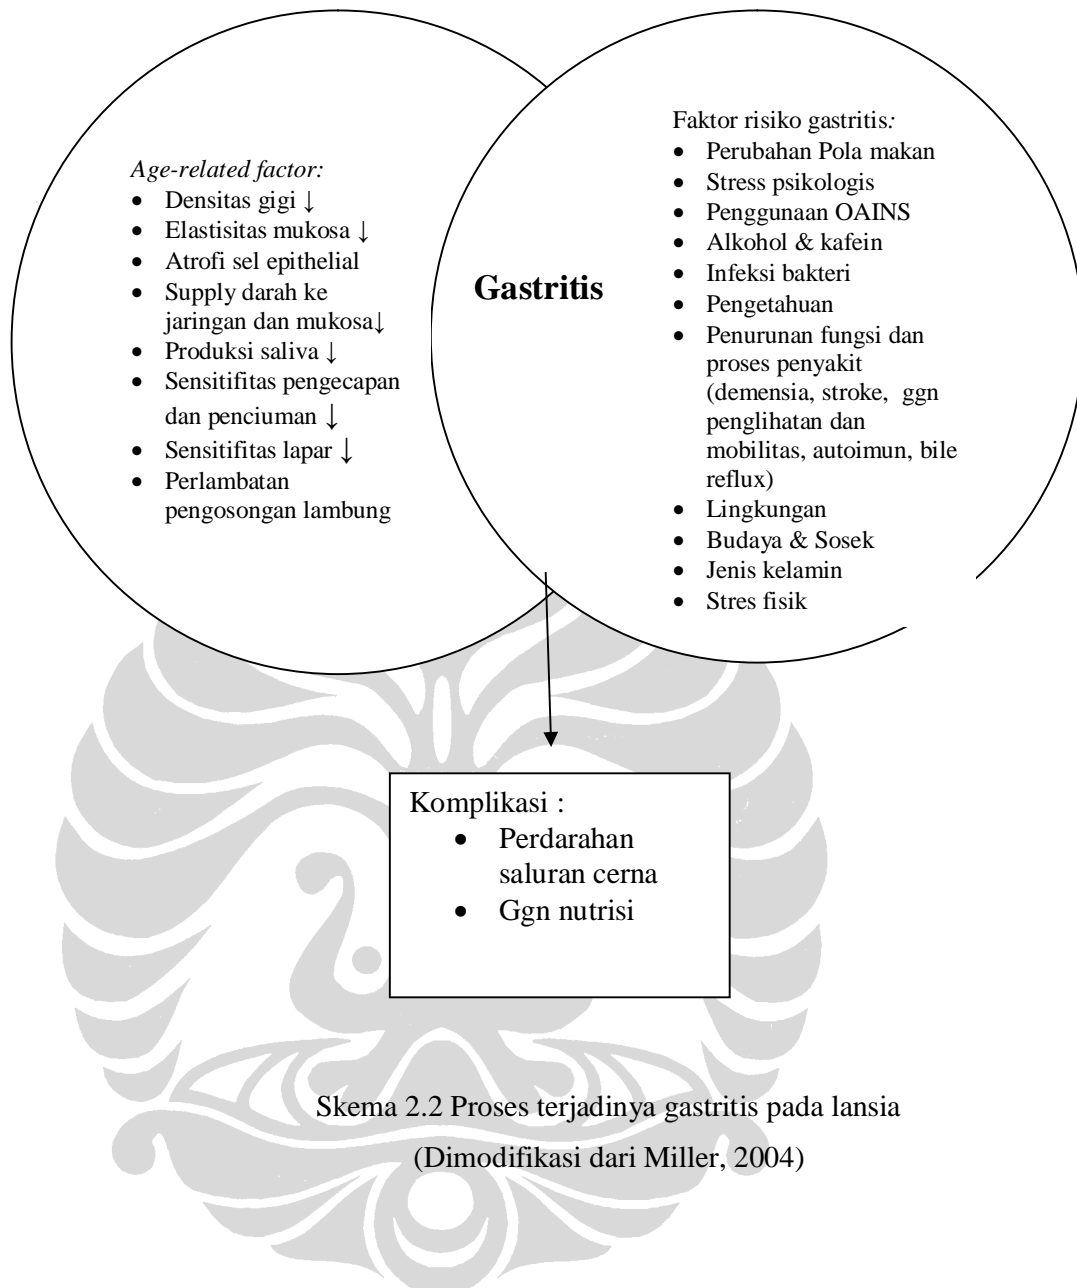 Age-related factor:
• Densitas gigi ↓
• Elastisitas mukosa ↓
• Atrofi sel epithelial
• Supply darah ke
jaringan dan mukosa↓
• Produksi saliva ↓
• Sensitifitas pengecapan
dan penciuman ↓
• Sensitifitas lapar ↓
• Perlambatan
pengosongan lambung
Gastritis
Faktor risiko gastritis:
• Perubahan Pola makan
• Stress psikologis
• Penggunaan OAINS
• Alkohol & kafein
• Infeksi bakteri
• Pengetahuan
• Penurunan fungsi dan
proses penyakit
(demensia, stroke, ggn
penglihatan dan
mobilitas, autoimun, bile
reflux)
• Lingkungan
• Budaya & Sosek
• Jenis kelamin
• Stres fisik
Komplikasi :
• Perdarahan
saluran cerna
• Ggn nutrisi
Skema 2.2 Proses terjadinya gastritis pada lansia
(Dimodifikasi dari Miller, 2004)